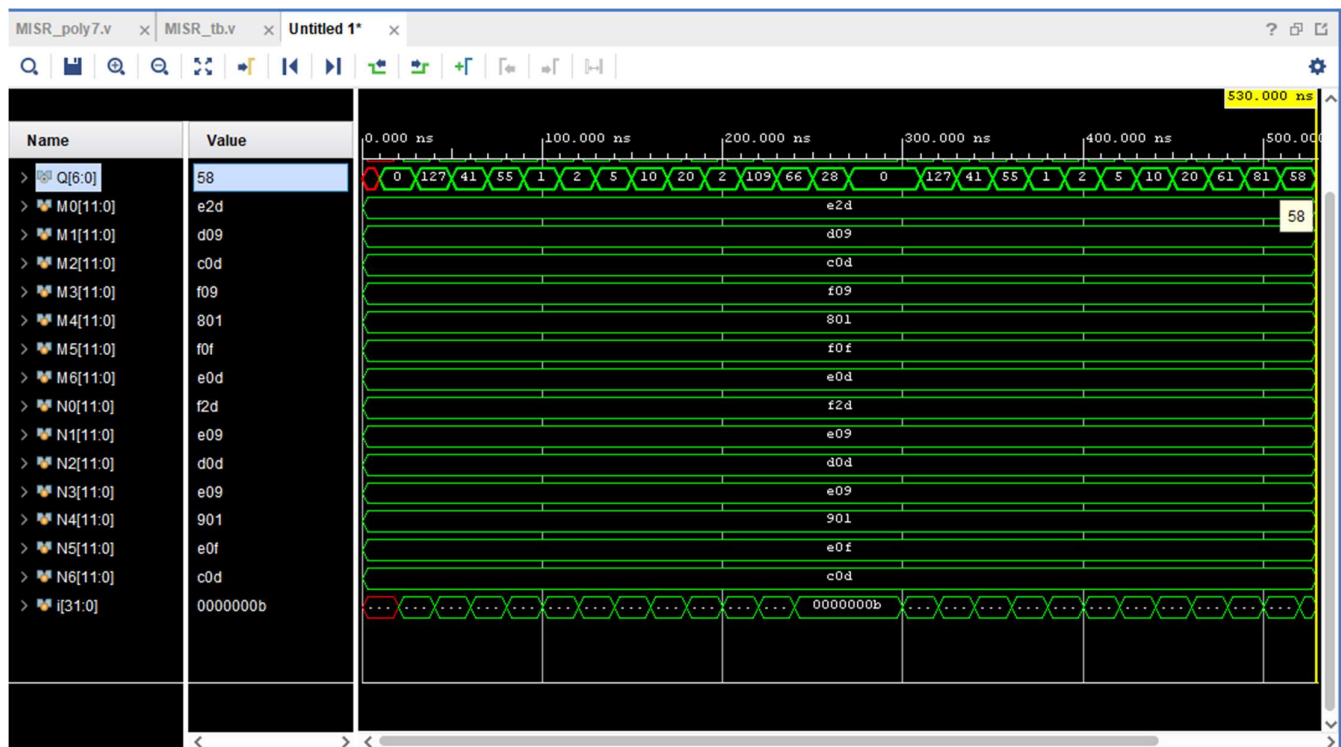 MISR_poly7.v × MISR_tb.v × Untitled 1* ×
530.000 ns
Name Value
0.000 ns 100.000 ns 200.000 ns 300.000 ns 400.000 ns 500.00
Q[6:0] 58 0 127 41 55 1 2 5 10 20 2 109 66 28 0 127 41 55 1 2 5 10 20 61 81 58
M0[11:0] e2d e2d
58
M1[11:0] d09 d09
M2[11:0] c0d c0d
M3[11:0] f09 f09
M4[11:0] 801 801
M5[11:0] f0f f0f
M6[11:0] e0d e0d
N0[11:0] f2d f2d
N1[11:0] e09 e09
N2[11:0] d0d d0d
N3[11:0] e09 e09
N4[11:0] 901 901
N5[11:0] e0f e0f
N6[11:0] c0d c0d
i[31:0] 0000000b ... ... ... ... ... ... ... ... ... ... ... 0000000b ... ... ... ... ... ... ... ... ... ... ...